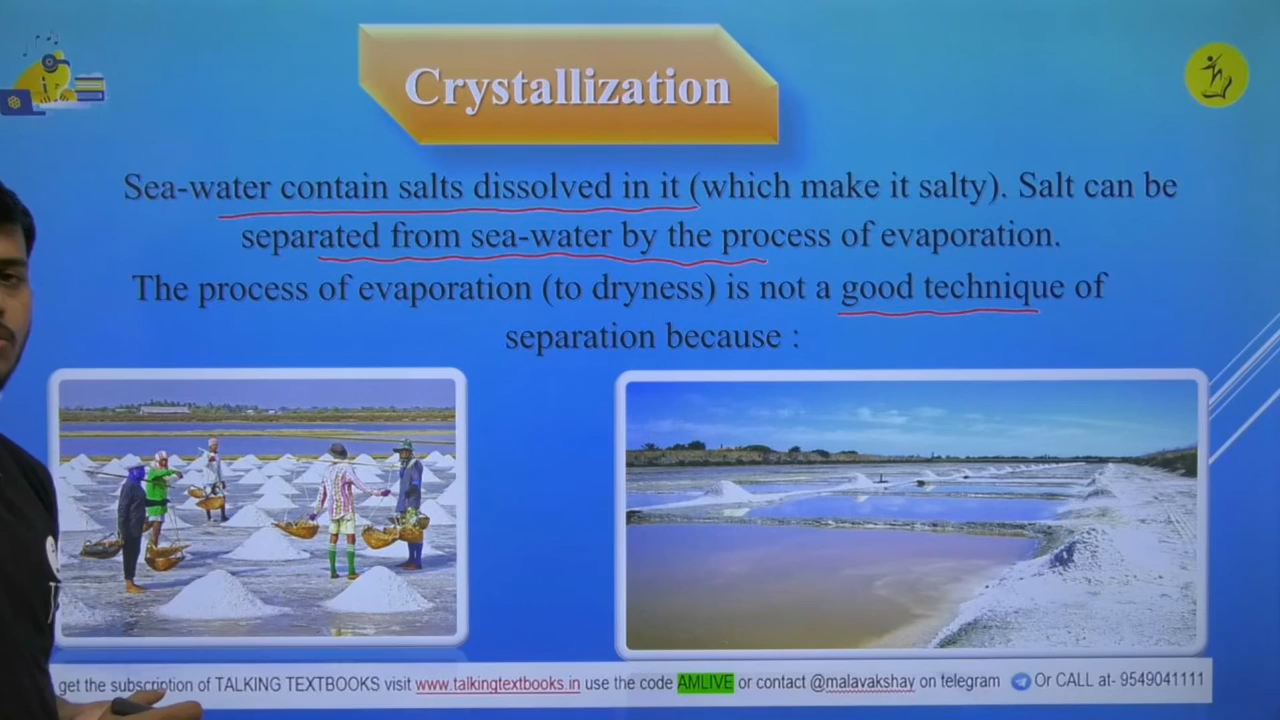 Crystallization
Sea-water contain salts dissolved in it (which make it salty). Salt can be
separated from sea-water by the process of evaporation.
The process of evaporation (to dryness) is not a good technique of
separation because :
get the subscription of TALKING TEXTBOOKS visit www.talkingtextbooks.in use the code AMLIVE or contact @malavakshay on telegram Or CALL at- 9549041111